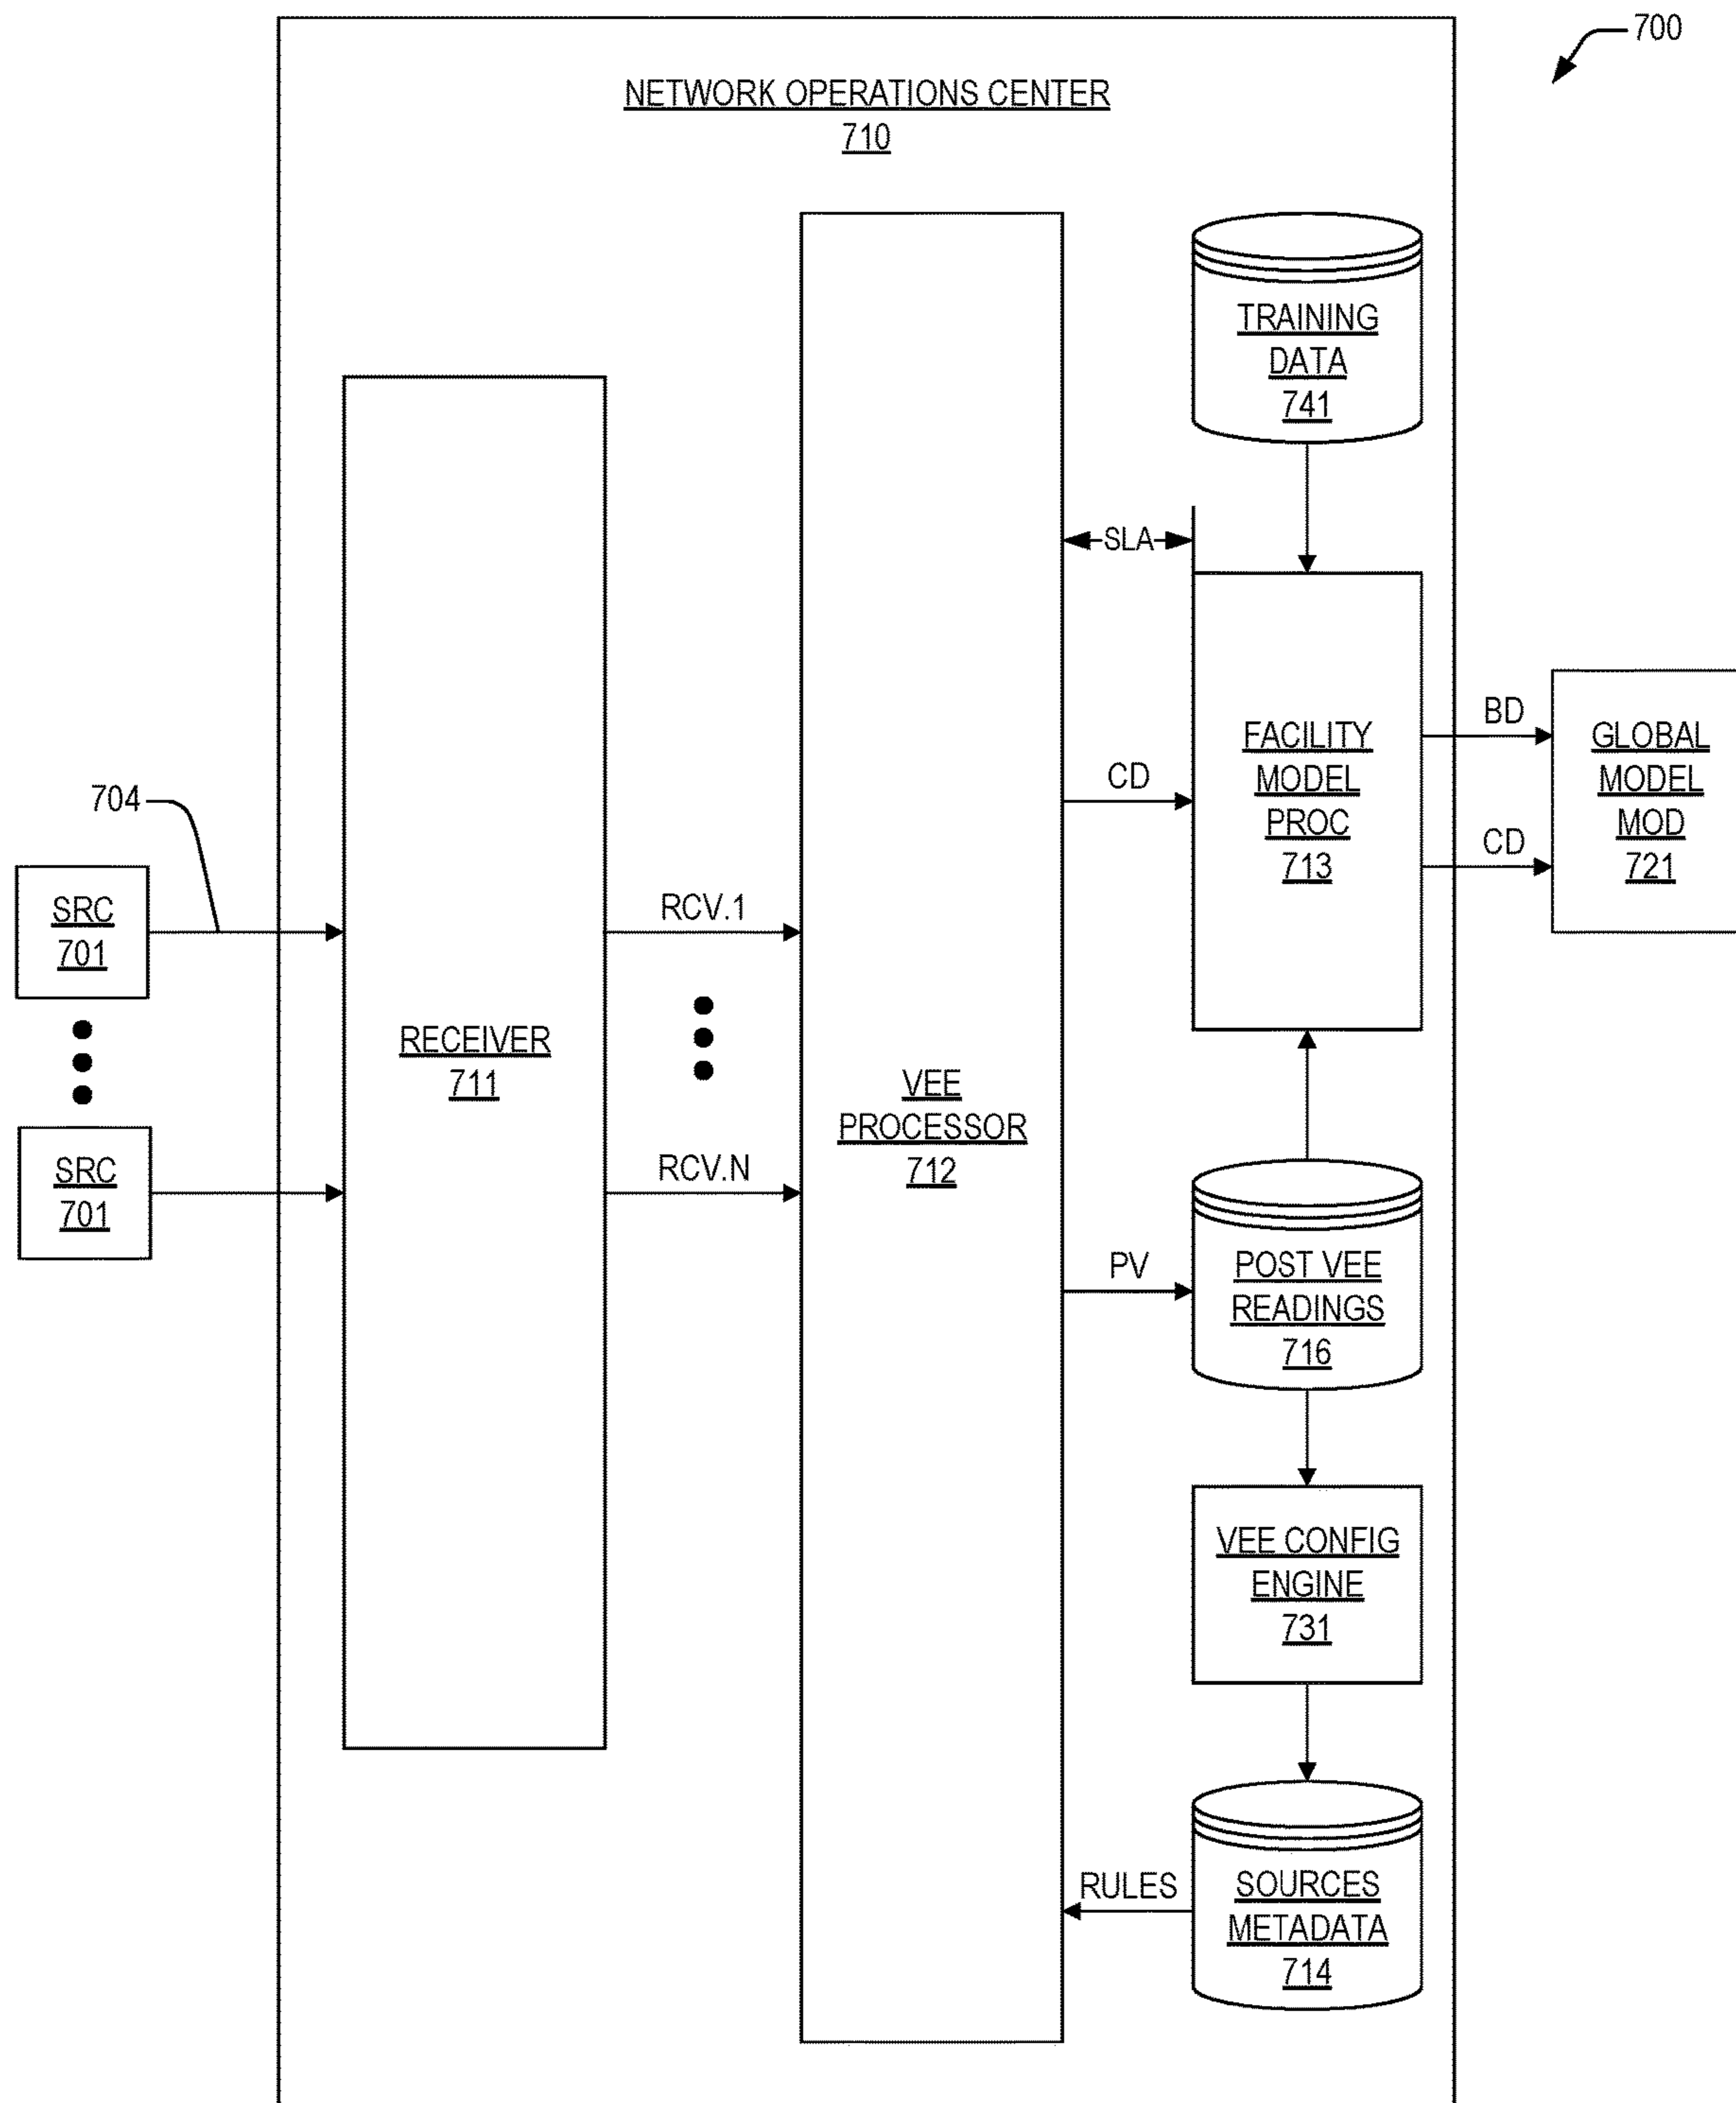 700
NETWORK OPERATIONS CENTER
710
TRAINING
DATA
741
SLA
FACILITY
MODEL
PROC
713
BD
CD
GLOBAL
MODEL
MOD
721
CD
704
SRC
701
RCV.1
RECEIVER
711
VEE
PROCESSOR
712
SRC
701
RCV.N
PV
POST VEE
READINGS
716
VEE CONFIG
ENGINE
731
RULES
SOURCES
METADATA
714